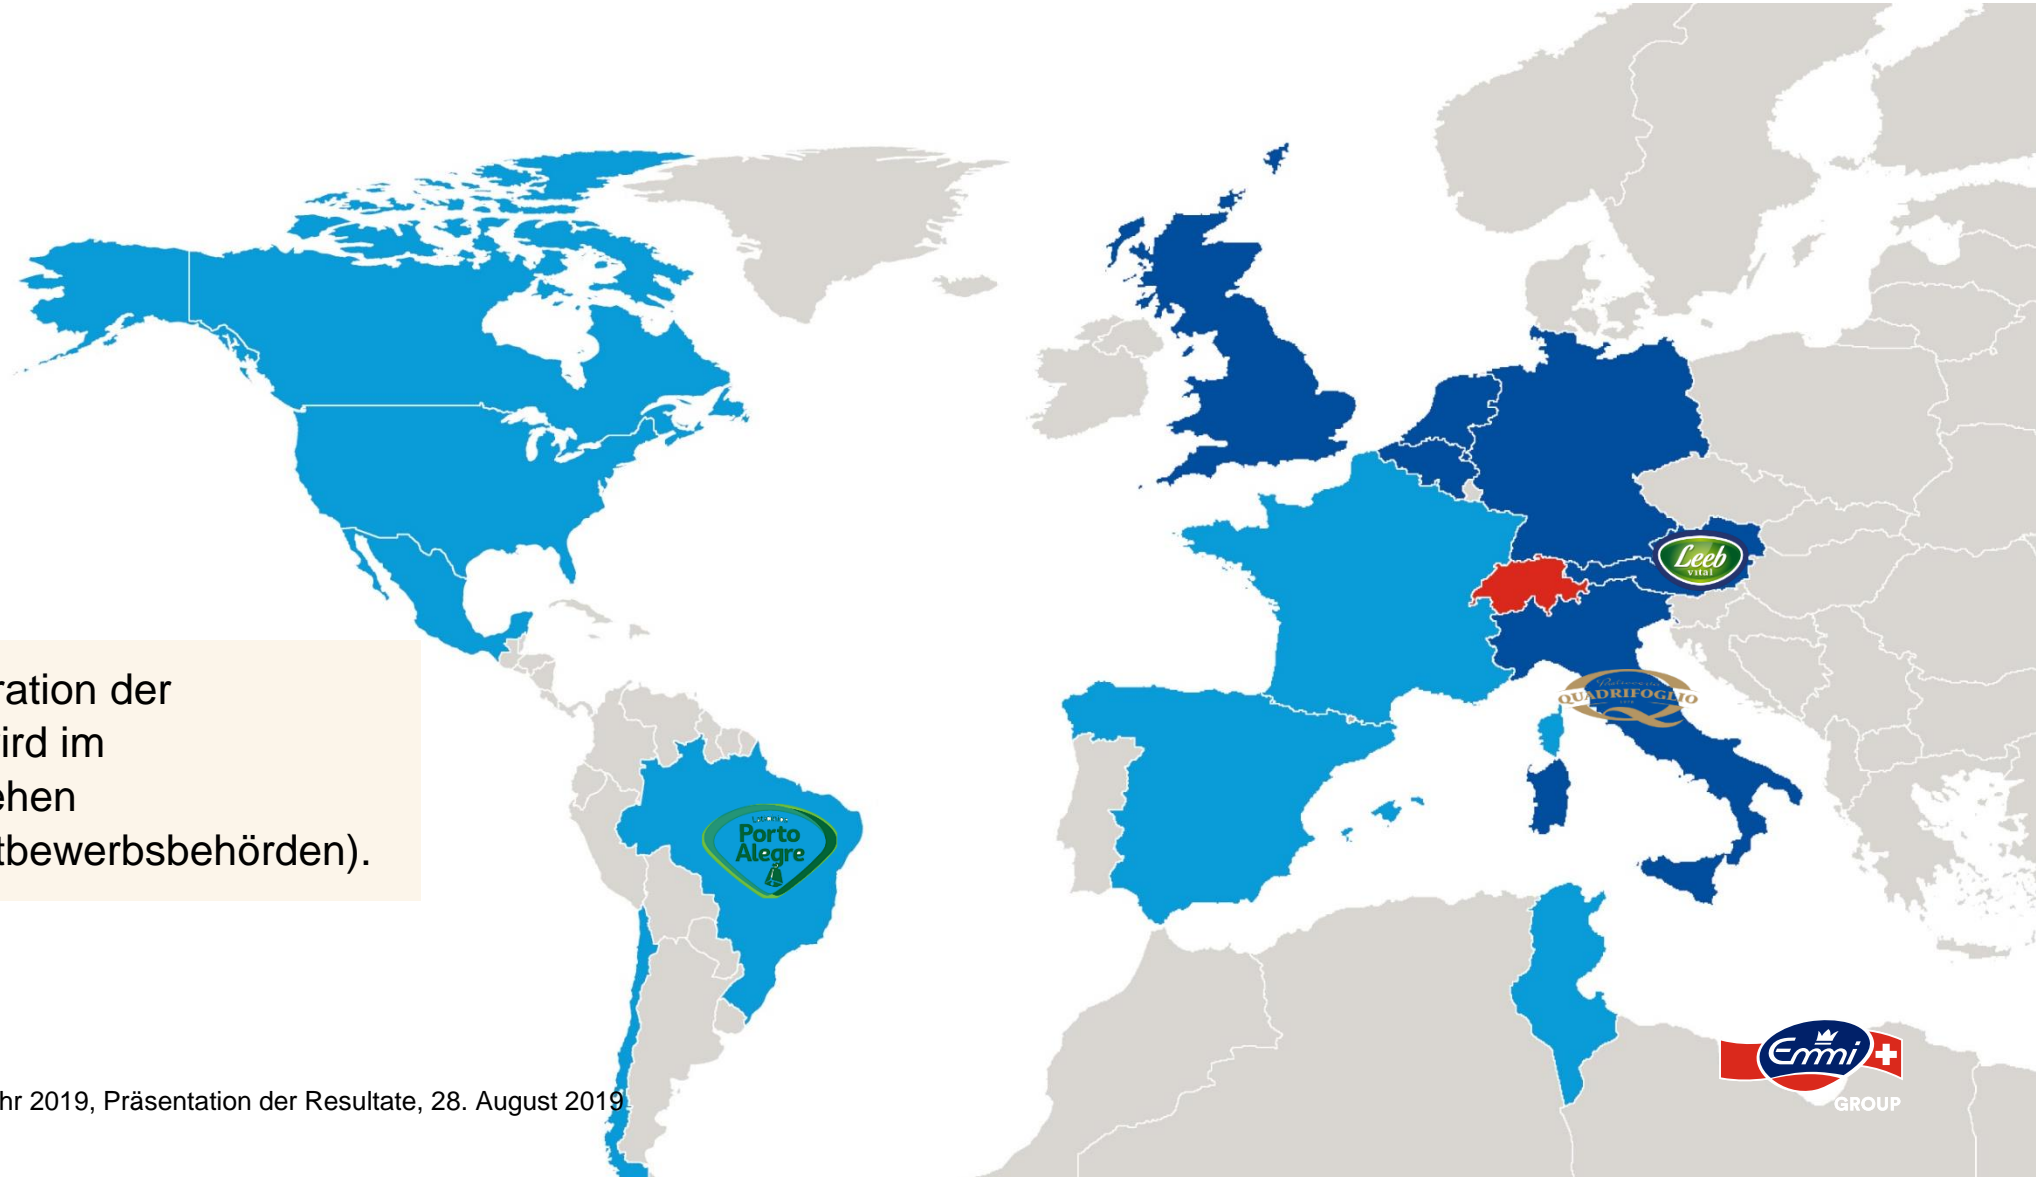 Leeb
vital
QUADRIFOGLIO
ration der
vird im
ehen
tbewerbsbehörden).
Porto
Alegre
Emmi
GROUP
hr 2019, Präsentation der Resultate, 28. August 2019